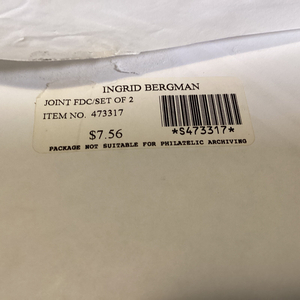 INGRID BERGMAN
JOINT FDC/SET OF 2
ITEM NO. 473317
$7.56
*S473317*
PACKAGE NOT SUITABLE FOR PHILATELIC ARCHIVING